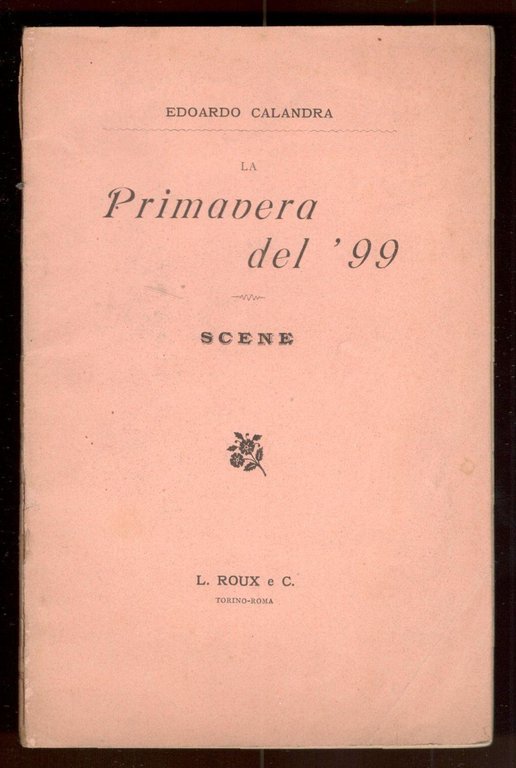 EDOARDO CALANDRA
LA
Primavera
del '99
SCENE
L. ROUX e C.
TORINO-ROMA